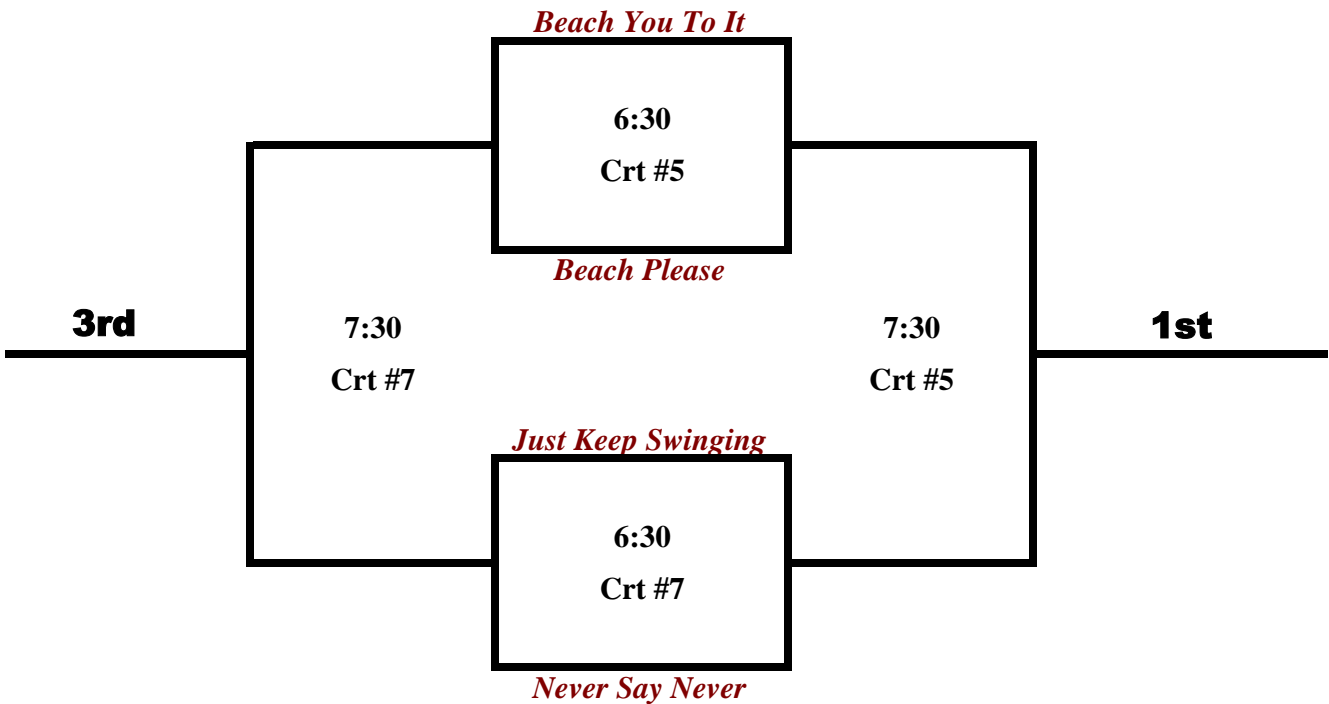 Beach You To It
6:30
Crt #5
Beach Please
3rd
7:30
Crt #7
7:30
Crt #5
1st
Just Keep Swinging
6:30
Crt #7
Never Say Never